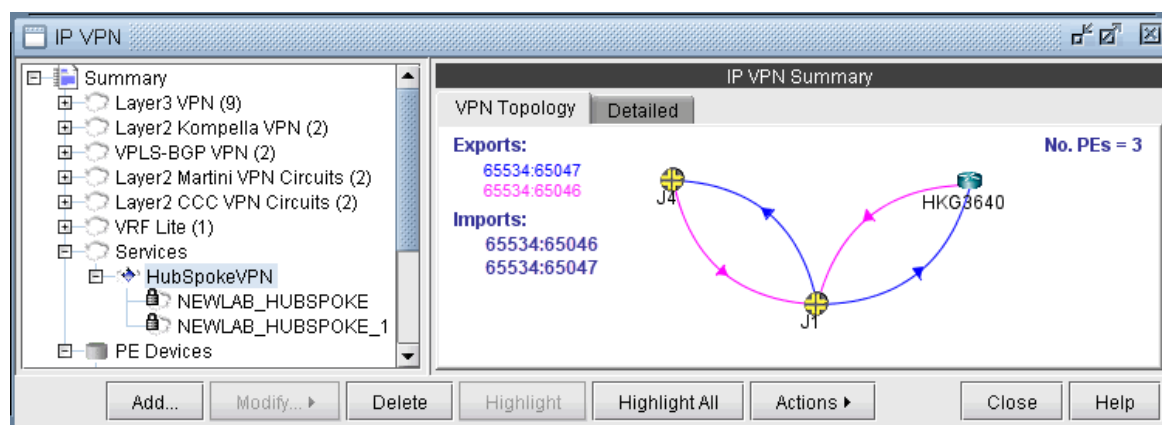 IP VPN
Summary
Layer3 VPN (9)
Layer2 Kompella VPN (2)
VPLS-BGP VPN (2)
Layer2 Martini VPN Circuits (2)
Layer2 CCC VPN Circuits (2)
VRF Lite (1)
Services
HubSpokeVPN
NEWLAB_HUBSPOKE
NEWLAB_HUBSPOKE_1
PE Devices
IP VPN Summary
VPN Topology Detailed
Exports:
65534:65047
65534:65046
Imports:
65534:65046
65534:65047
No. PEs = 3
J4
HKG3640
J1
Add... Modify... Delete Highlight Highlight All Actions Close Help